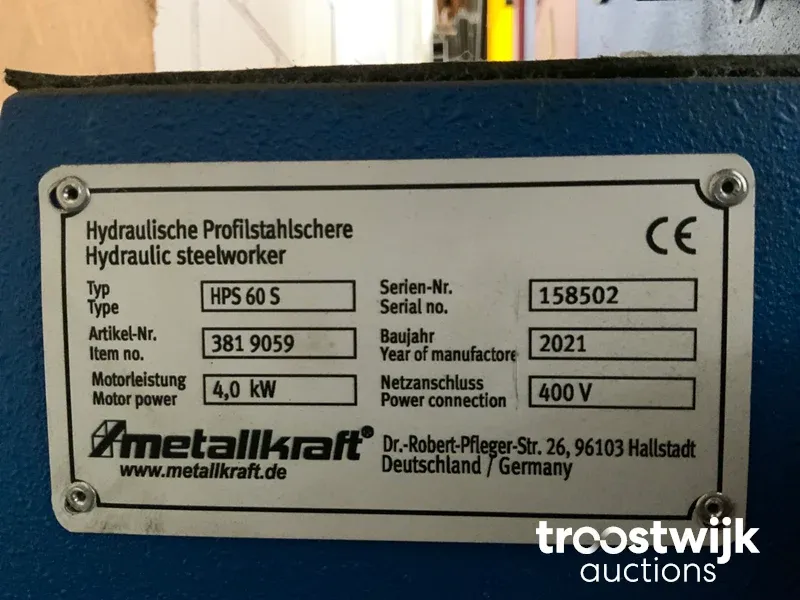 Hydraulische Profilstahlschere
Hydraulic steelworker
CE
Typ
Type
HPS 60 S
Serien-Nr.
Serial no.
158502
Artikel-Nr.
Item no.
381 9059
Baujahr
Year of manufactore
2021
Motorleistung
Motor power
4,0 kW
Netzanschluss
Power connection
400 V
metallkraft®
www.metallkraft.de
Dr.-Robert-Pfleger-Str. 26, 96103 Hallstadt
Deutschland / Germany
troostwijk
auctions